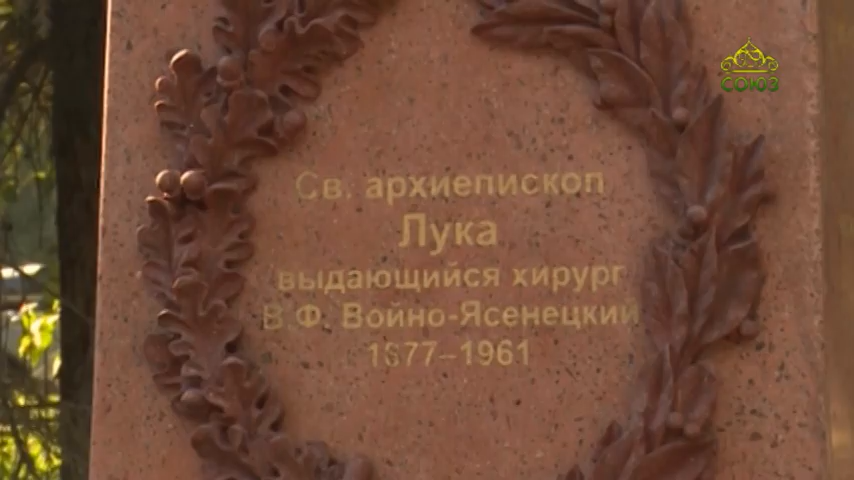 СОЮЗ
Св. архиепископ
Лука
выдающийся хирург
В.Ф. Войно-Ясенецкий
1877–1961